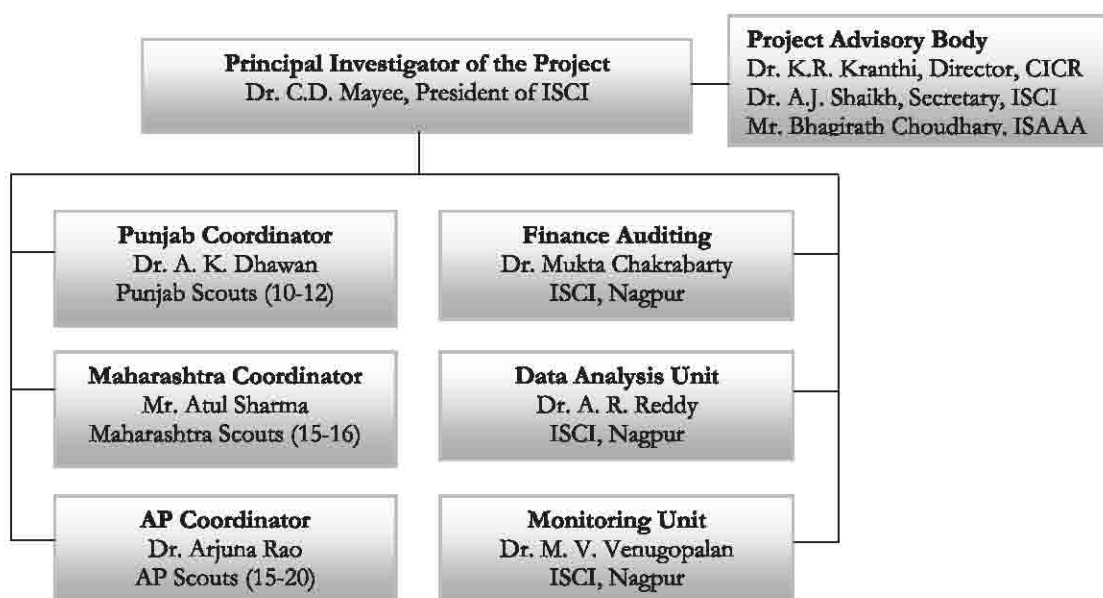 Principal Investigator of the Project
Dr. C.D. Mayee, President of ISCI
Project Advisory Body
Dr. K.R. Kranthi, Director, CICR
Dr. A.J. Shaikh, Secretary, ISCI
Mr. Bhagirath Choudhary, ISAAA
Punjab Coordinator
Dr. A. K. Dhawan
Punjab Scouts (10-12)
Finance Auditing
Dr. Mukta Chakrabarty
ISCI, Nagpur
Maharashtra Coordinator
Mr. Atul Sharma
Maharashtra Scouts (15-16)
Data Analysis Unit
Dr. A. R. Reddy
ISCI, Nagpur
AP Coordinator
Dr. Arjuna Rao
AP Scouts (15-20)
Monitoring Unit
Dr. M. V. Venugopalan
ISCI, Nagpur